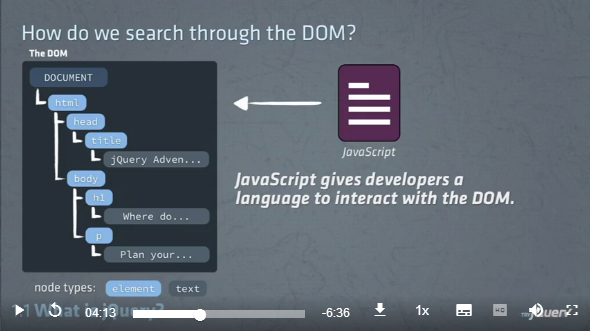 How do we search through the DOM?
The DOM
DOCUMENT
html
head
title
jQuery Adven...
body
h1
Where do...
p
Plan your...
JavaScript
JavaScript gives developers a
language to interact with the DOM.
node types: element text
1.1 What is jQuery?
04:13
-6:36
1x
HD
jQuery